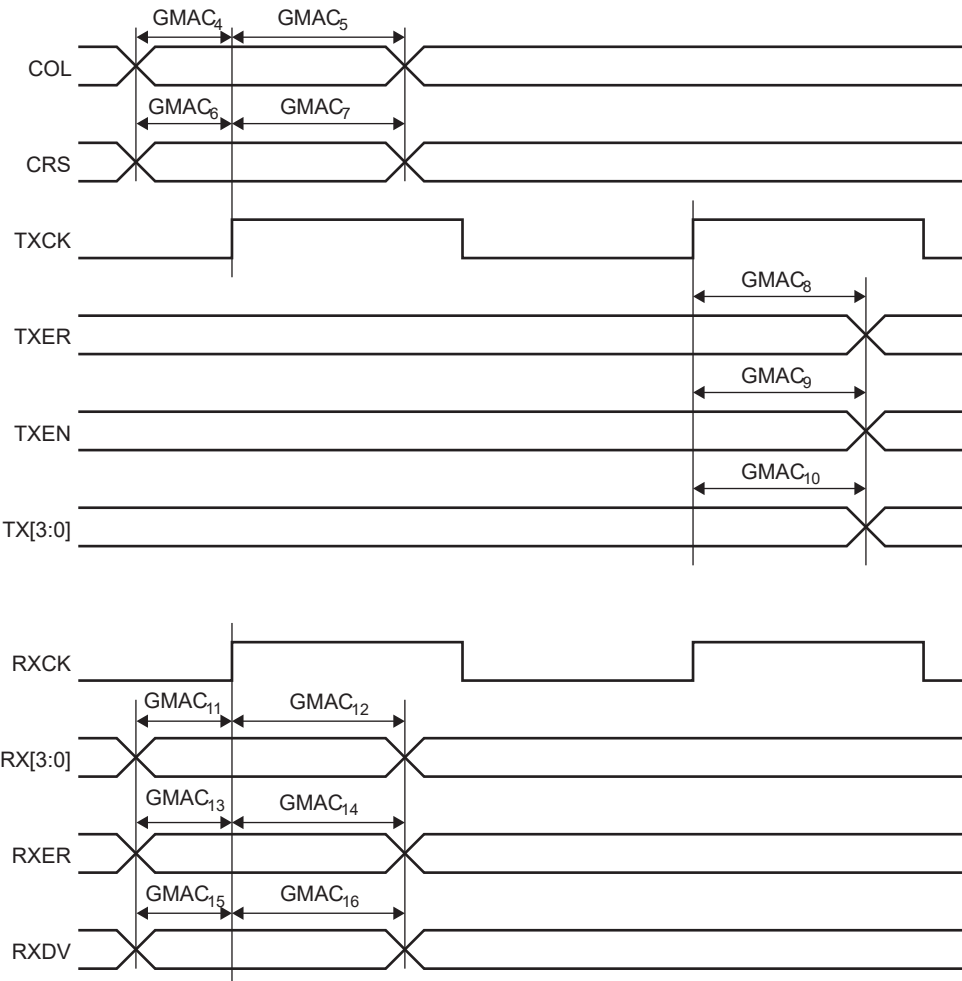 GMAC4 GMAC5
COL
GMAC6 GMAC7
CRS
TXCK
GMAC8
TXER
GMAC9
TXEN
GMAC10
TX[3:0]
RXCK
GMAC11 GMAC12
RX[3:0]
GMAC13 GMAC14
RXER
GMAC15 GMAC16
RXDV